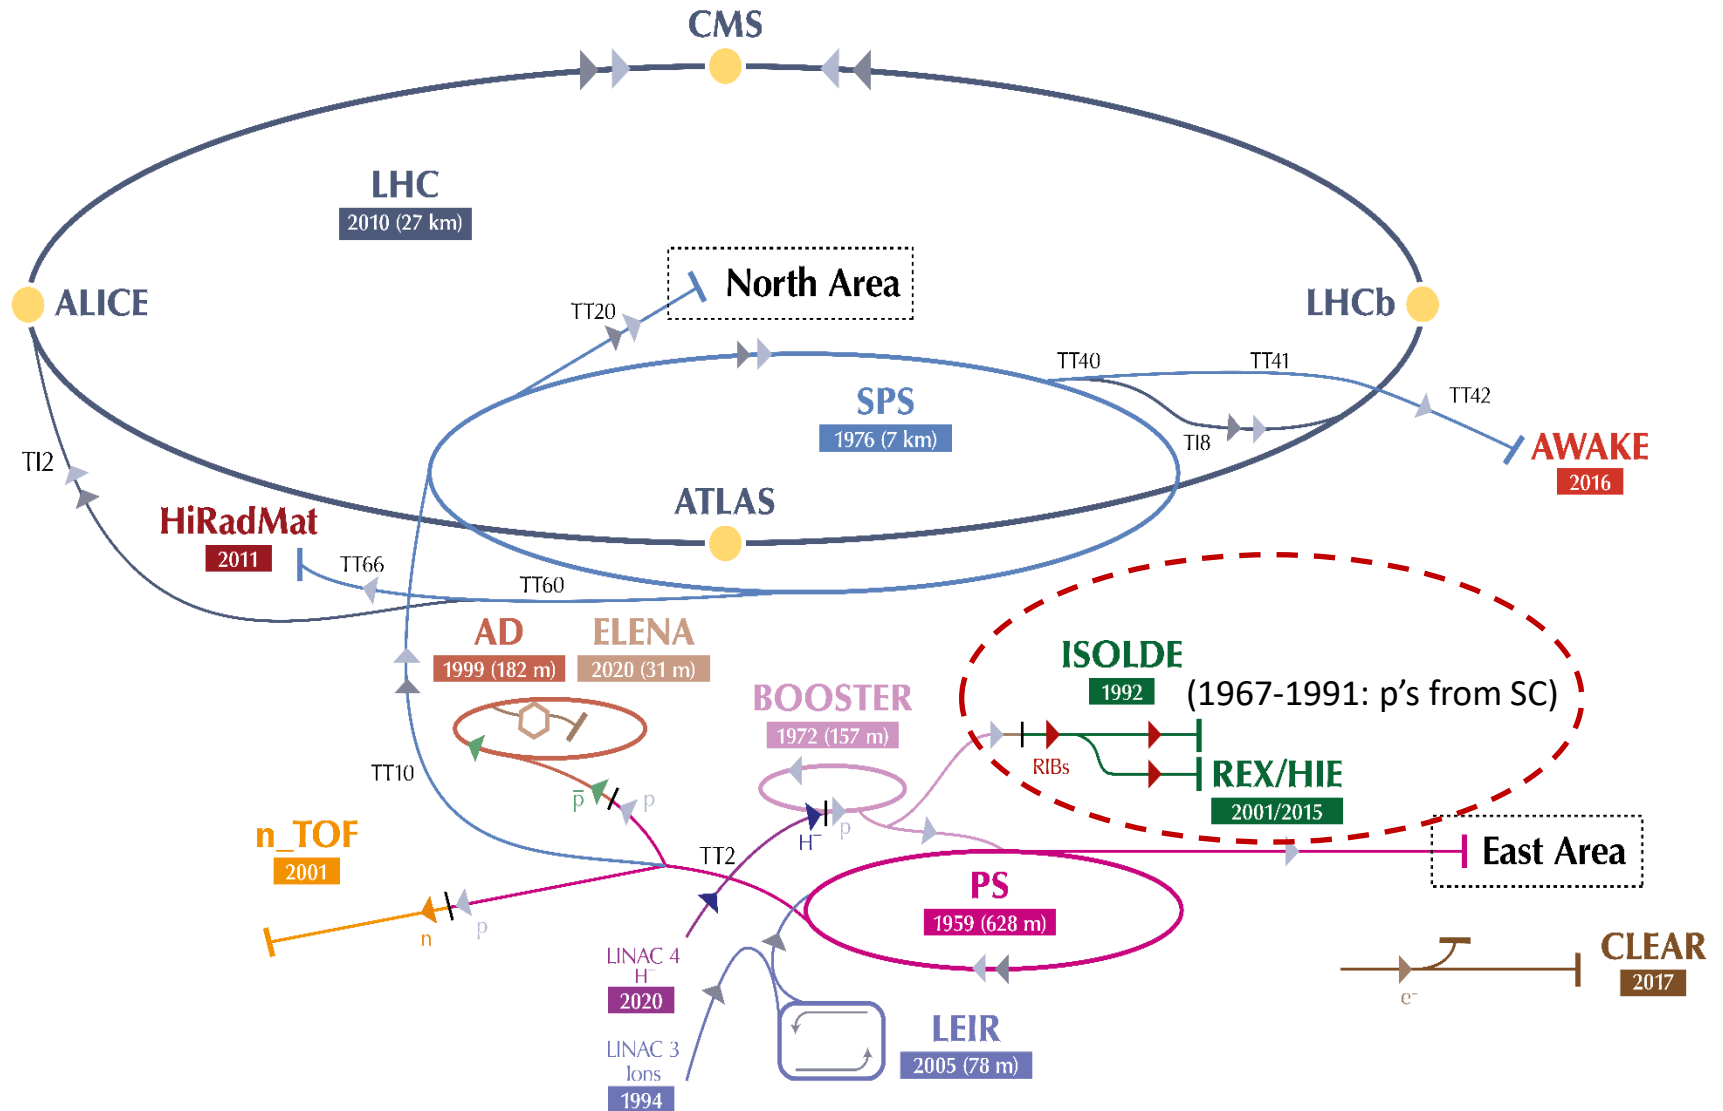 CMS
LHC
2010 (27 km)
North Area
ALICE
LHCb
TT20
TT40
TT41
TT42
SPS
1976 (7 km)
TI8
TI2
AWAKE
2016
ATLAS
HiRadMat
2011
TT66
TT60
AD
1999 (182 m)
ELENA
2020 (31 m)
ISOLDE
1992
(1967-1991: p's from SC)
BOOSTER
1972 (157 m)
RIBs
REX/HIE
2001/2015
TT10
p̅
p
H⁻
p
n_TOF
2001
TT2
East Area
n
p
PS
1959 (628 m)
LINAC 4
H⁻
2020
CLEAR
2017
e⁻
LEIR
2005 (78 m)
LINAC 3
Ions
1994